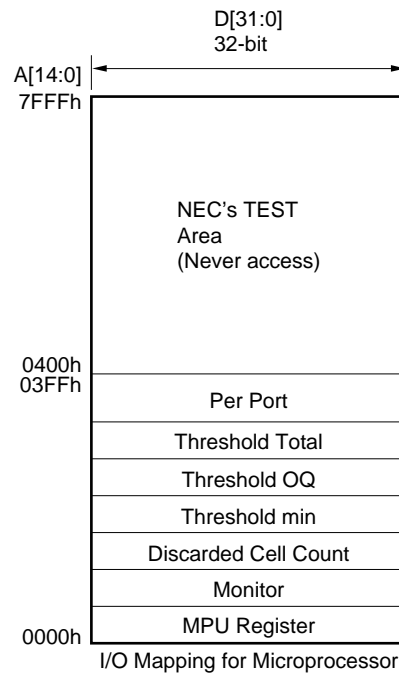 D[31:0]
32-bit
A[14:0]
7FFFh
NEC's TEST
Area
(Never access)
0400h
03FFh
Per Port
Threshold Total
Threshold OQ
Threshold min
Discarded Cell Count
Monitor
MPU Register
0000h
I/O Mapping for Microprocessor